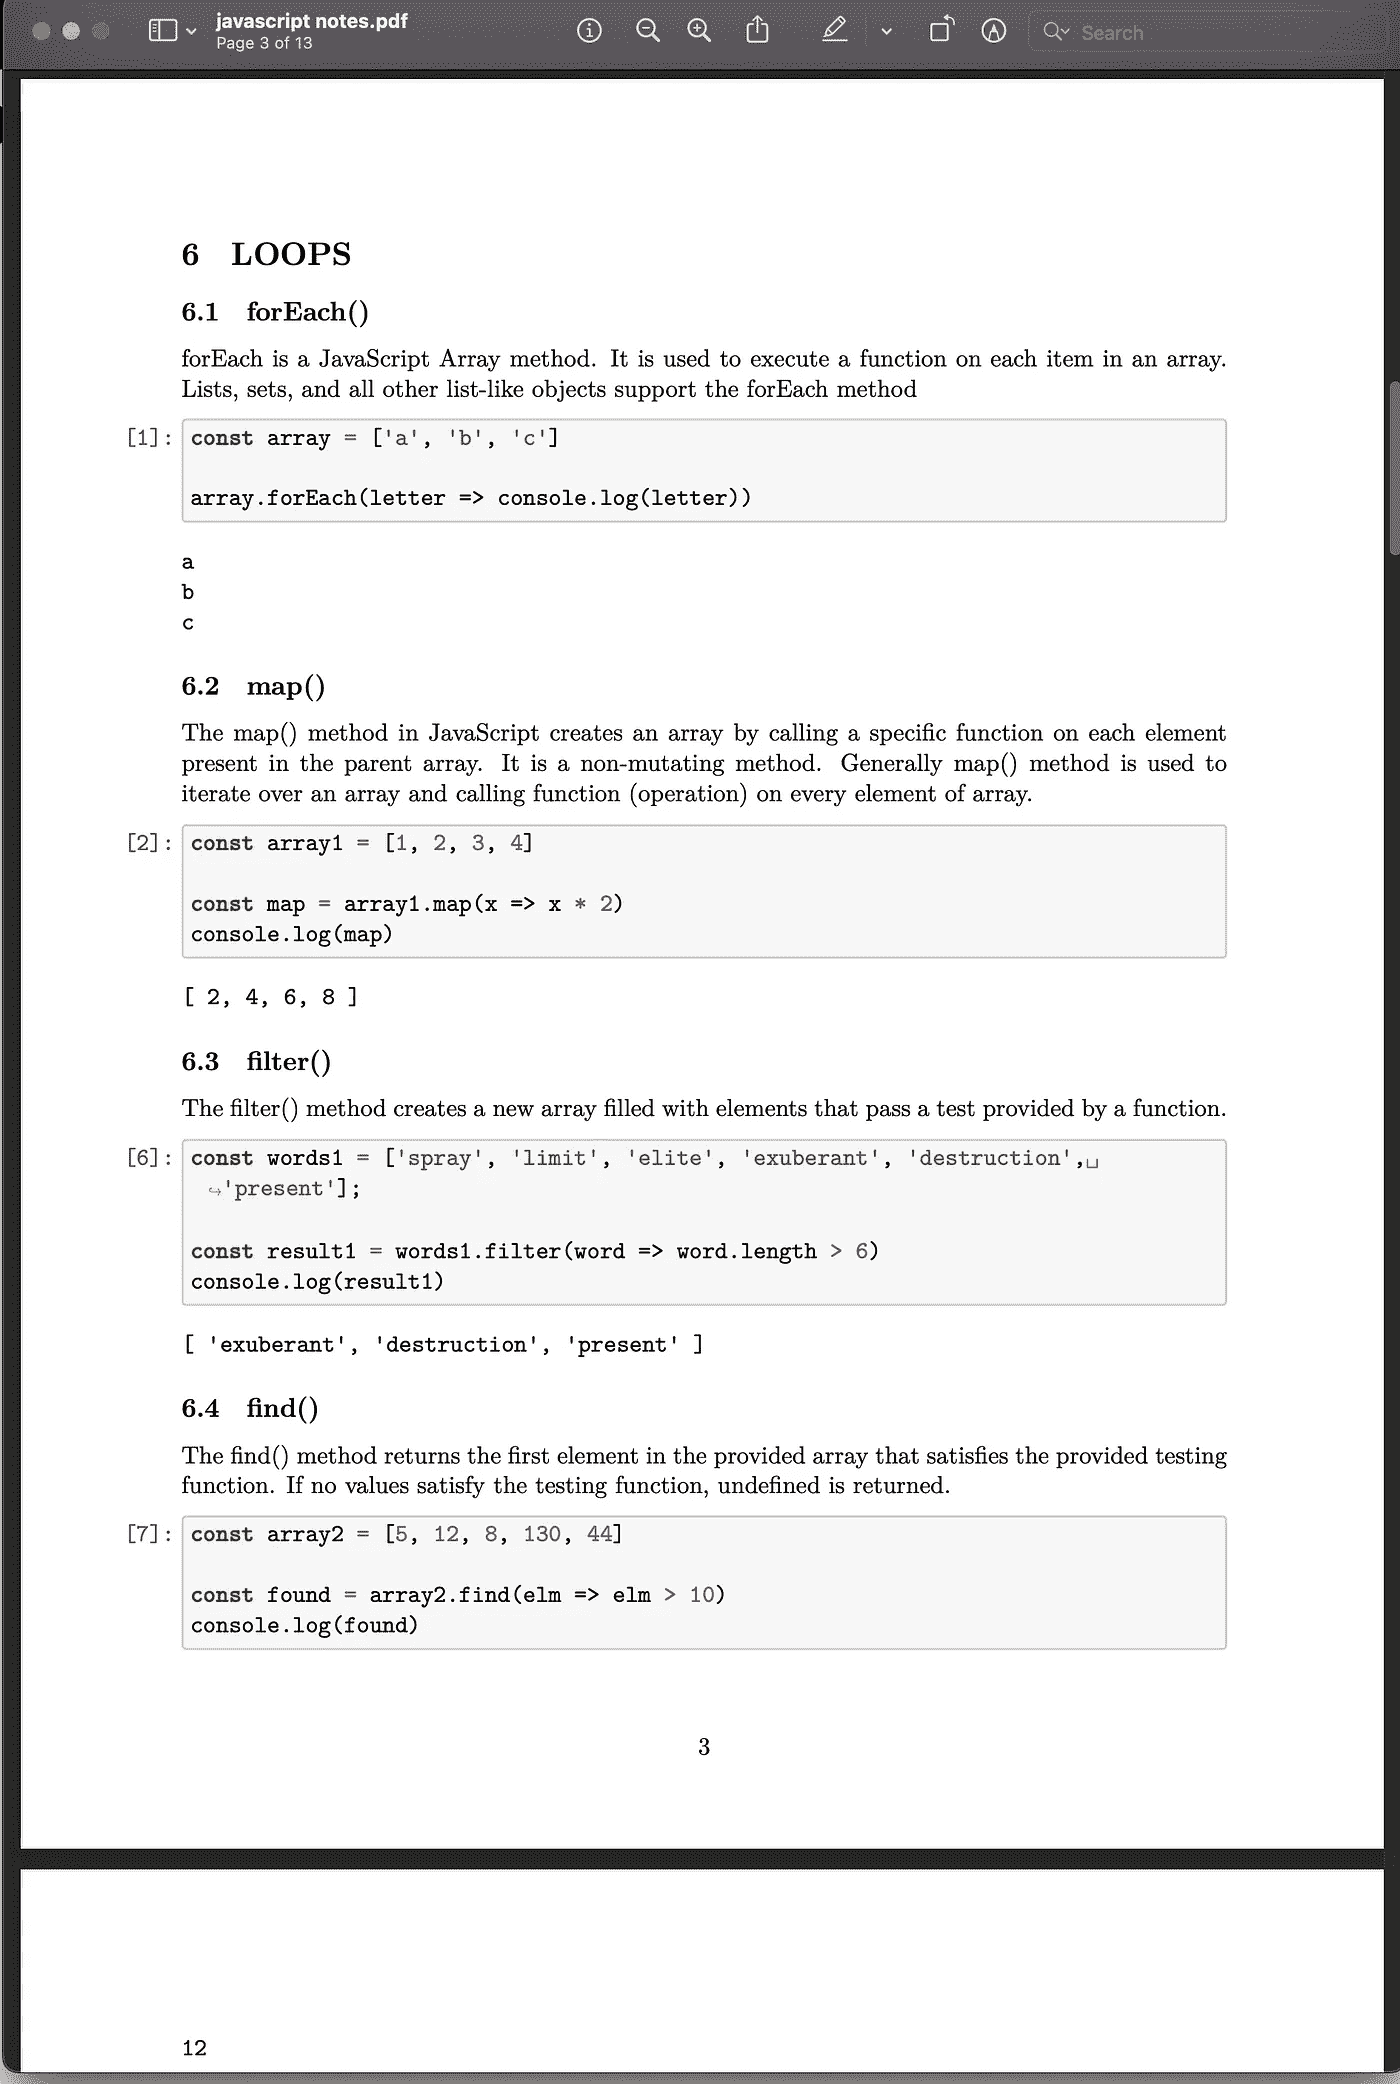 javascript notes.pdf
Page 3 of 13
Search
6 LOOPS
6.1 forEach()
forEach is a JavaScript Array method. It is used to execute a function on each item in an array.
Lists, sets, and all other list-like objects support the forEach method
[1]: const array = ['a', 'b', 'c']
array.forEach(letter => console.log(letter))
a
b
c
6.2 map()
The map() method in JavaScript creates an array by calling a specific function on each element
present in the parent array. It is a non-mutating method. Generally map() method is used to
iterate over an array and calling function (operation) on every element of array.
[2]: const array1 = [1, 2, 3, 4]
const map = array1.map(x => x * 2)
console.log(map)
[ 2, 4, 6, 8 ]
6.3 filter()
The filter() method creates a new array filled with elements that pass a test provided by a function.
[6]: const words1 = ['spray', 'limit', 'elite', 'exuberant', 'destruction',␣
↪'present'];
const result1 = words1.filter(word => word.length > 6)
console.log(result1)
[ 'exuberant', 'destruction', 'present' ]
6.4 find()
The find() method returns the first element in the provided array that satisfies the provided testing
function. If no values satisfy the testing function, undefined is returned.
[7]: const array2 = [5, 12, 8, 130, 44]
const found = array2.find(elm => elm > 10)
console.log(found)
3
12